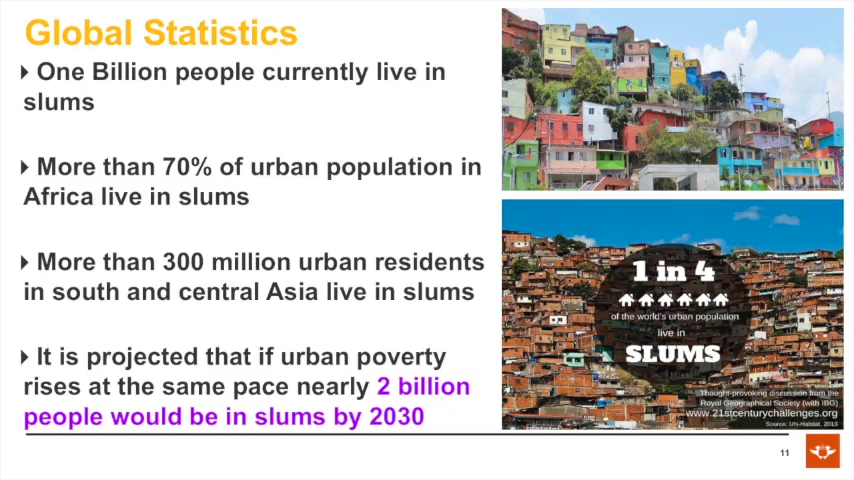 Global Statistics
One Billion people currently live in
slums
More than 70% of urban population in
Africa live in slums
More than 300 million urban residents
in south and central Asia live in slums
It is projected that if urban poverty
rises at the same pace nearly 2 billion
people would be in slums by 2030
1 in 4
of the world's urban population
live in
SLUMS
Thought-provoking discussion from the
Royal Geographical Society (with IBG)
www.21stcenturychallenges.org
Source: UN-Habitat, 2013
11